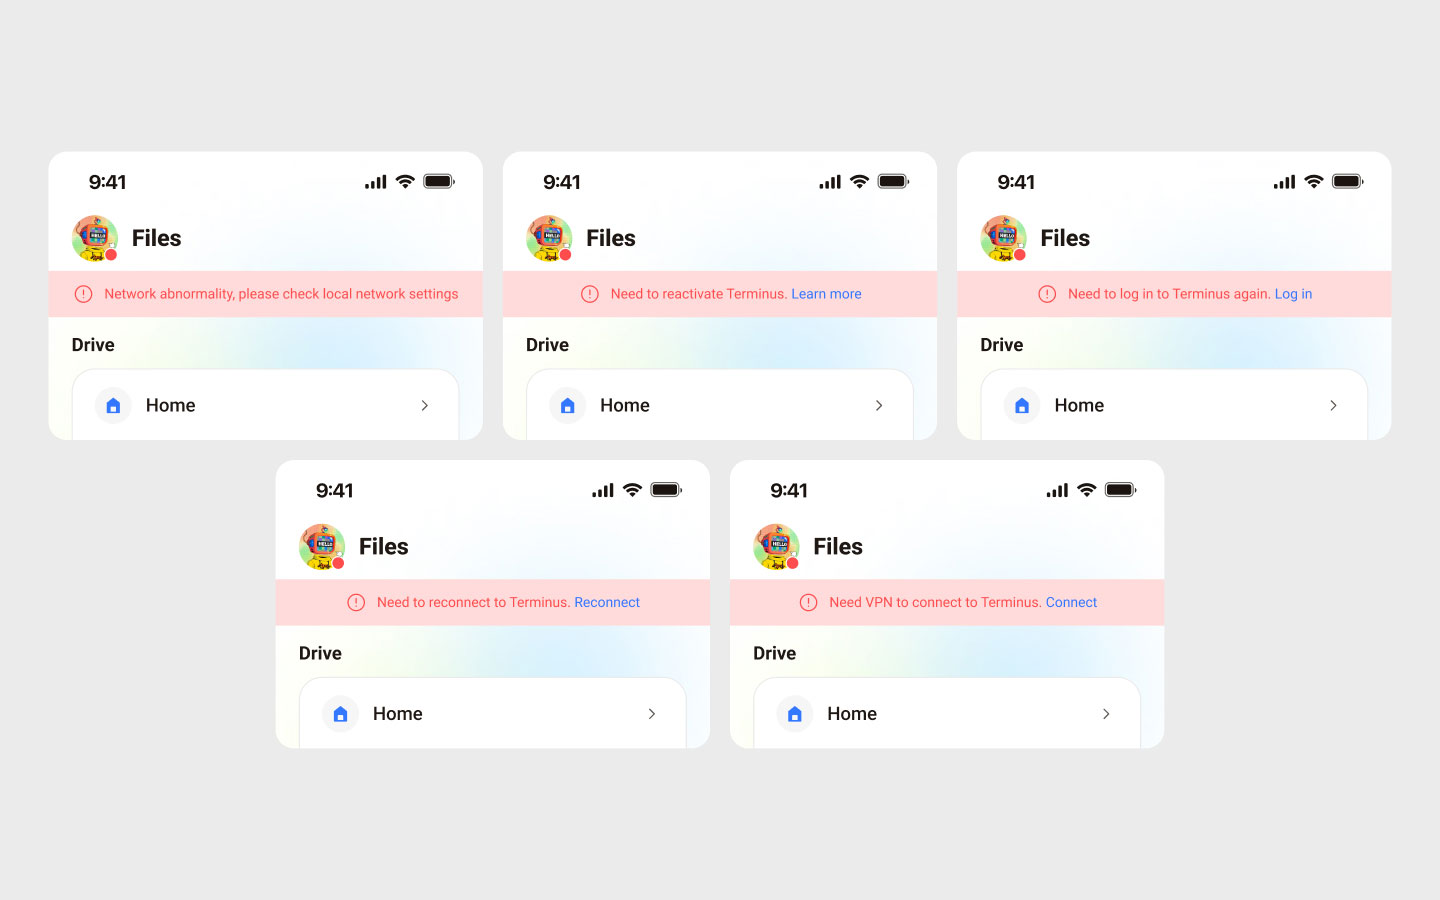 9:41
Files
Network abnormality, please check local network settings
Drive
Home
9:41
Files
Need to reactivate Terminus. Learn more
Drive
Home
9:41
Files
Need to log in to Terminus again. Log in
Drive
Home
9:41
HELLO
Files
Need to reconnect to Terminus. Reconnect
Drive
Home
9:41
HELLO
Files
Need VPN to connect to Terminus. Connect
Drive
Home